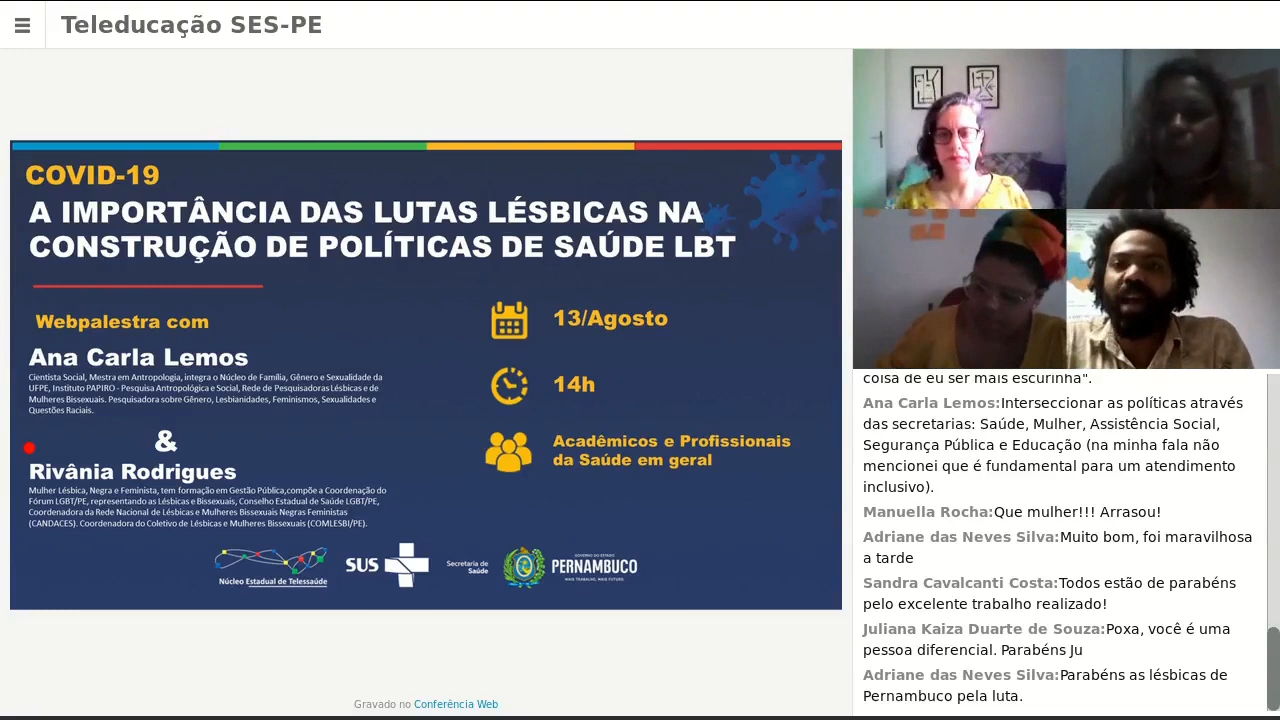 Teleducação SES-PE
COVID-19
A IMPORTÂNCIA DAS LUTAS LÉSBICAS NA
CONSTRUÇÃO DE POLÍTICAS DE SAÚDE LBT
Webpalestra com
Ana Carla Lemos
Cientista Social, Mestra em Antropologia, integra o Núcleo de Família, Gênero e Sexualidade da
UFPE, Instituto PAPIRO - Pesquisa Antropológica e Social, Rede de Pesquisadoras Lésbicas e de
Mulheres Bissexuais. Pesquisadora sobre Gênero, Lesbianidades, Feminismos, Sexualidades e
Questões Raciais.
&
Rivânia Rodrigues
Mulher Lésbica, Negra e Feminista, tem formação em Gestão Pública,compõe a Coordenação do
Fórum LGBT/PE, representando as Lésbicas e Bissexuais, Conselho Estadual de Saúde LGBT/PE,
Coordenadora da Rede Nacional de Lésbicas e Mulheres Bissexuais Negras Feministas
(CANDACES). Coordenadora do Coletivo de Lésbicas e Mulheres Bissexuais (COMLESBI/PE).
13/Agosto
14h
Acadêmicos e Profissionais
da Saúde em geral
Núcleo Estadual de Telessaúde
SUS
Secretaria de
Saúde
GOVERNO DO ESTADO
PERNAMBUCO
MAIS TRABALHO, MAIS FUTURO
Gravado no Conferência Web
coisa de eu ser mais escurinha".
Ana Carla Lemos:Interseccionar as políticas através
das secretarias: Saúde, Mulher, Assistência Social,
Segurança Pública e Educação (na minha fala não
mencionei que é fundamental para um atendimento
inclusivo).
Manuella Rocha:Que mulher!!! Arrasou!
Adriane das Neves Silva:Muito bom, foi maravilhosa
a tarde
Sandra Cavalcanti Costa:Todos estão de parabéns
pelo excelente trabalho realizado!
Juliana Kaiza Duarte de Souza:Poxa, você é uma
pessoa diferencial. Parabéns Ju
Adriane das Neves Silva:Parabéns as lésbicas de
Pernambuco pela luta.